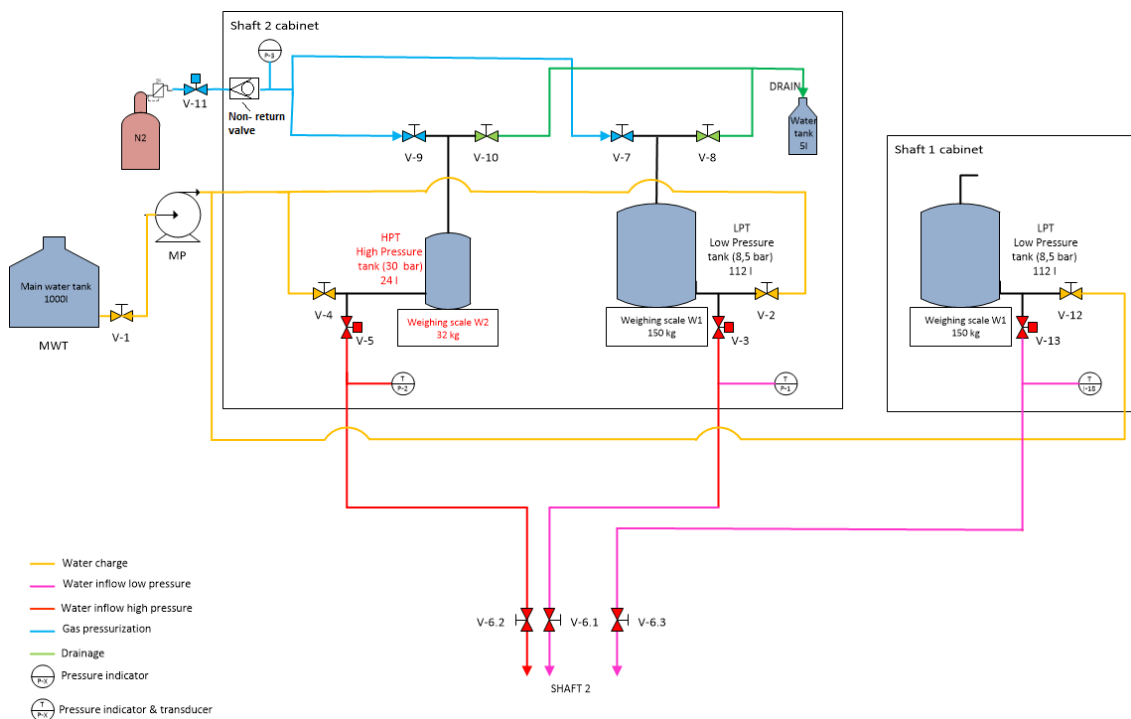 Shaft 2 cabinet
P-3
V-11
Non- return
valve
N2
DRAIN
Water
tank
5l
V-9
V-10
V-7
V-8
Shaft 1 cabinet
MP
Main water tank
1000l
MWT
V-1
HPT
High Pressure
tank (30 bar)
24 l
V-4
V-5
Weighing scale W2
32 kg
T
P-2
LPT
Low Pressure
tank (8,5 bar)
112 l
V-2
Weighing scale W1
150 kg
V-3
T
P-1
LPT
Low Pressure
tank (8,5 bar)
112 l
V-12
Weighing scale W1
150 kg
V-13
T
V-6.2
V-6.1
V-6.3
SHAFT 2
Water charge
Water inflow low pressure
Water inflow high pressure
Gas pressurization
Drainage
P-X
Pressure indicator
T
P-X
Pressure indicator & transducer